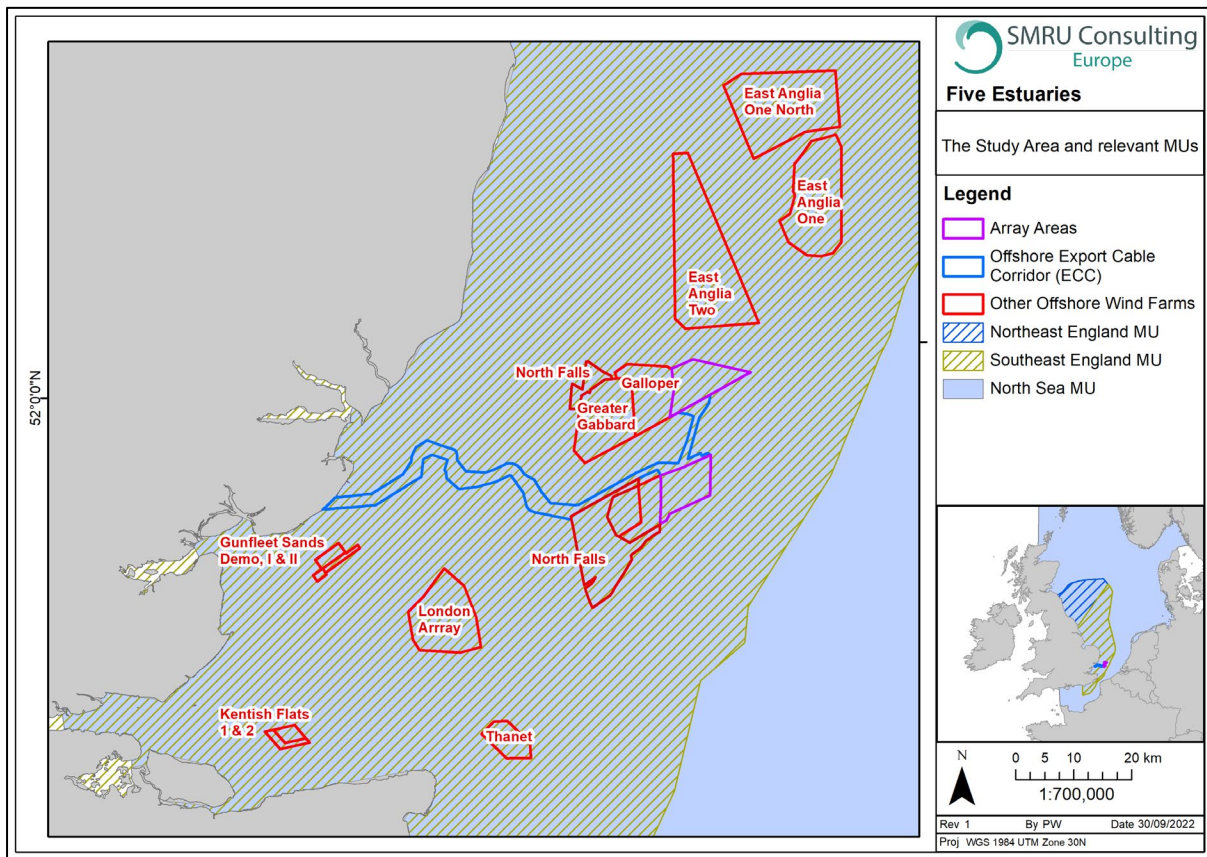 East Anglia
One North
East
Anglia
One
East
Anglia
Two
North Falls
Galloper
Greater
Gabbard
52°0'0"N
Gunfleet Sands
Demo, I & II
North Falls
London
Arrray
Kentish Flats
1 & 2
Thanet
SMRU Consulting
Europe
Five Estuaries
The Study Area and relevant MUs
Legend
Array Areas
Offshore Export Cable
Corridor (ECC)
Other Offshore Wind Farms
Northeast England MU
Southeast England MU
North Sea MU
N
0 10 20 km
1:700,000
Rev 1 By PW Date 30/09/2022
Proj WGS 1984 UTM Zone 30N